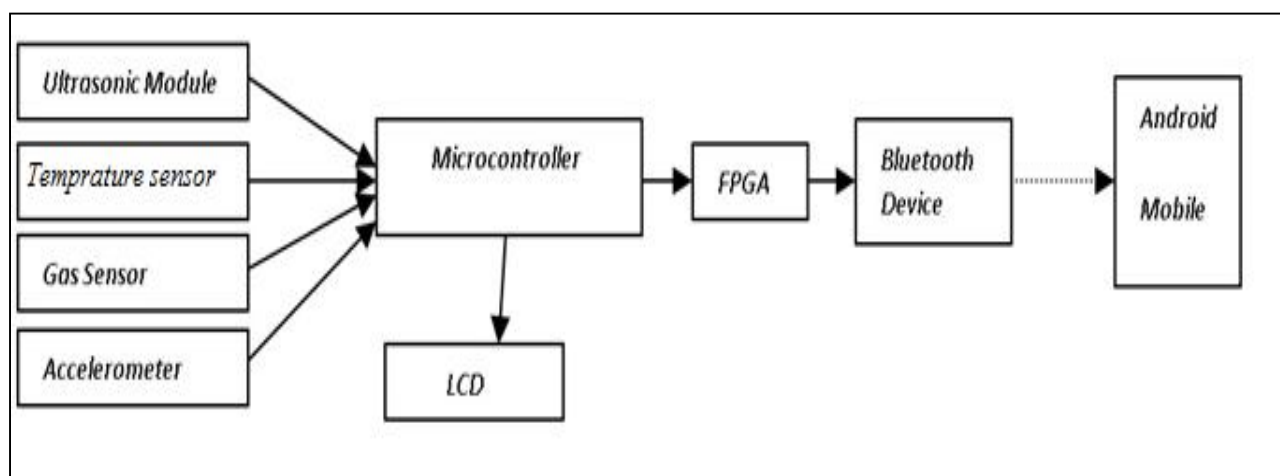 Ultrasonic Module
Temprature sensor
Gas Sensor
Accelerometer
Microcontroller
LCD
FPGA
Bluetooth
Device
Android
Mobile